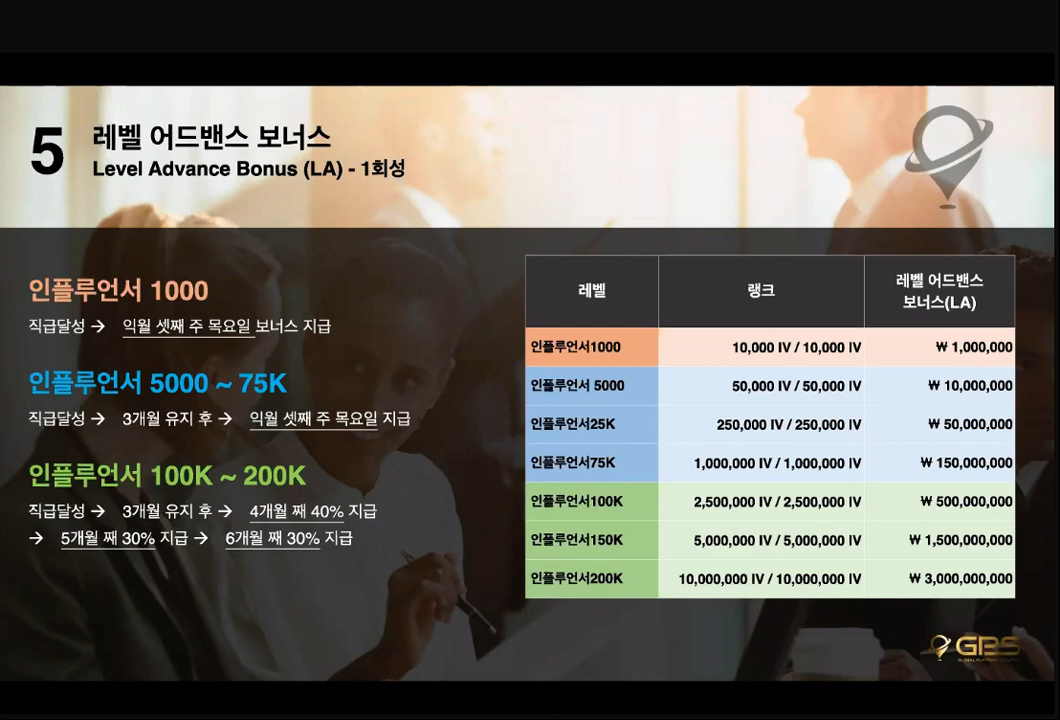 5
레벨 어드밴스 보너스
Level Advance Bonus (LA) - 1회성
인플루언서 1000
직급달성 → 익월 셋째 주 목요일 보너스 지급
인플루언서 5000 ~ 75K
직급달성 → 3개월 유지 후 → 익월 셋째 주 목요일 지급
인플루언서 100K ~ 200K
직급달성 → 3개월 유지 후 → 4개월 째 40% 지급
→ 5개월 째 30% 지급 → 6개월 째 30% 지급
레벨 랭크 레벨 어드밴스
보너스(LA)
인플루언서1000 10,000 IV / 10,000 IV ₩ 1,000,000
인플루언서 5000 50,000 IV / 50,000 IV ₩ 10,000,000
인플루언서25K 250,000 IV / 250,000 IV ₩ 50,000,000
인플루언서75K 1,000,000 IV / 1,000,000 IV ₩ 150,000,000
인플루언서100K 2,500,000 IV / 2,500,000 IV ₩ 500,000,000
인플루언서150K 5,000,000 IV / 5,000,000 IV ₩ 1,500,000,000
인플루언서200K 10,000,000 IV / 10,000,000 IV ₩ 3,000,000,000
GBS